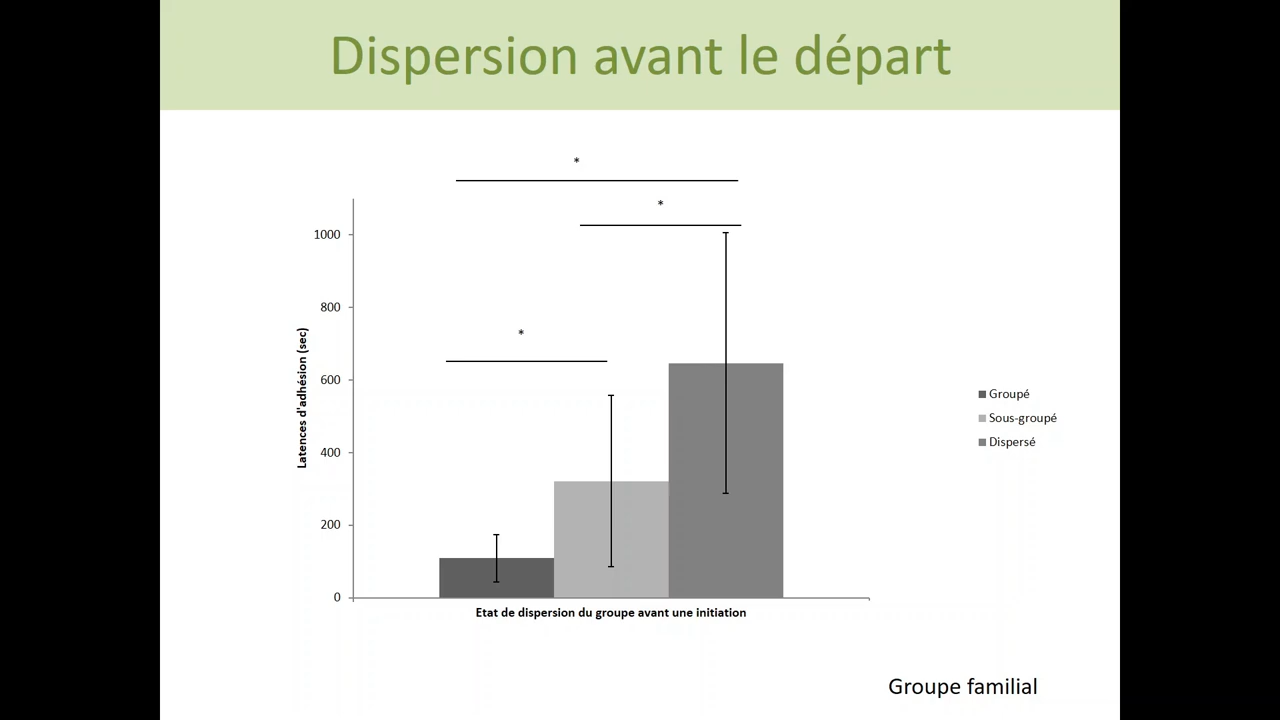 Dispersion avant le départ
*
*
*
1000
800
600
400
200
0
Latences d'adhésion (sec)
Etat de dispersion du groupe avant une initiation
Groupé
Sous-groupé
Dispersé
Groupe familial